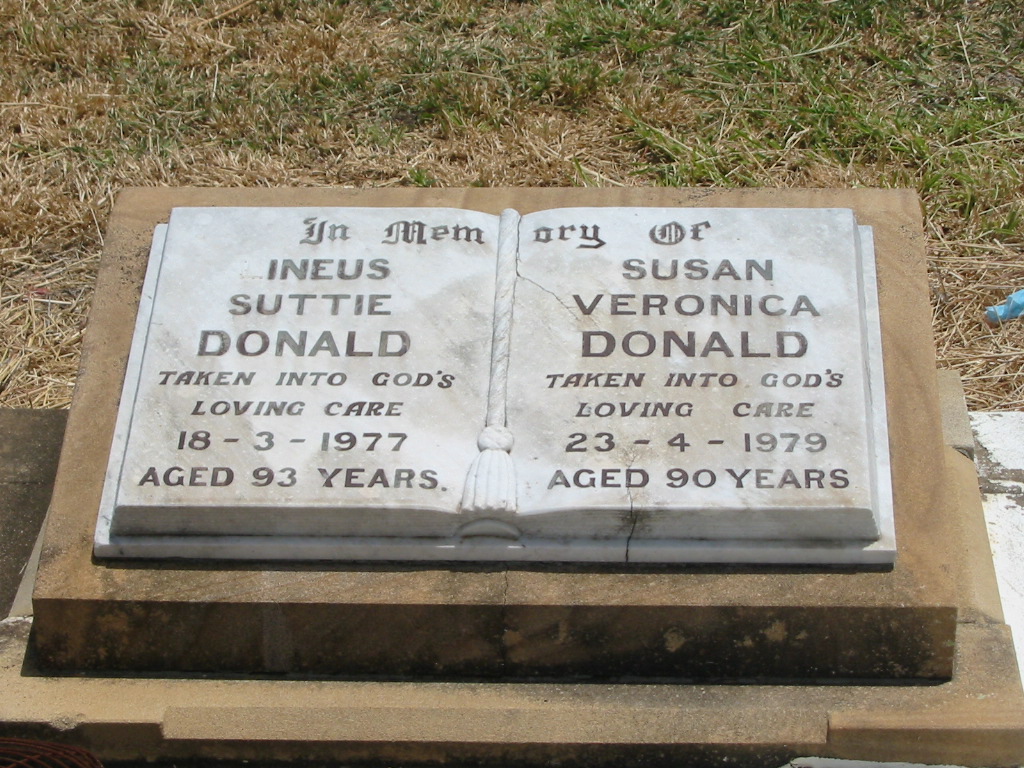 In Memory Of
INEUS
SUTTIE
DONALD
TAKEN INTO GOD'S
LOVING CARE
18 - 3 - 1977
AGED 93 YEARS.
SUSAN
VERONICA
DONALD
TAKEN INTO GOD'S
LOVING CARE
23 - 4 - 1979
AGED 90 YEARS